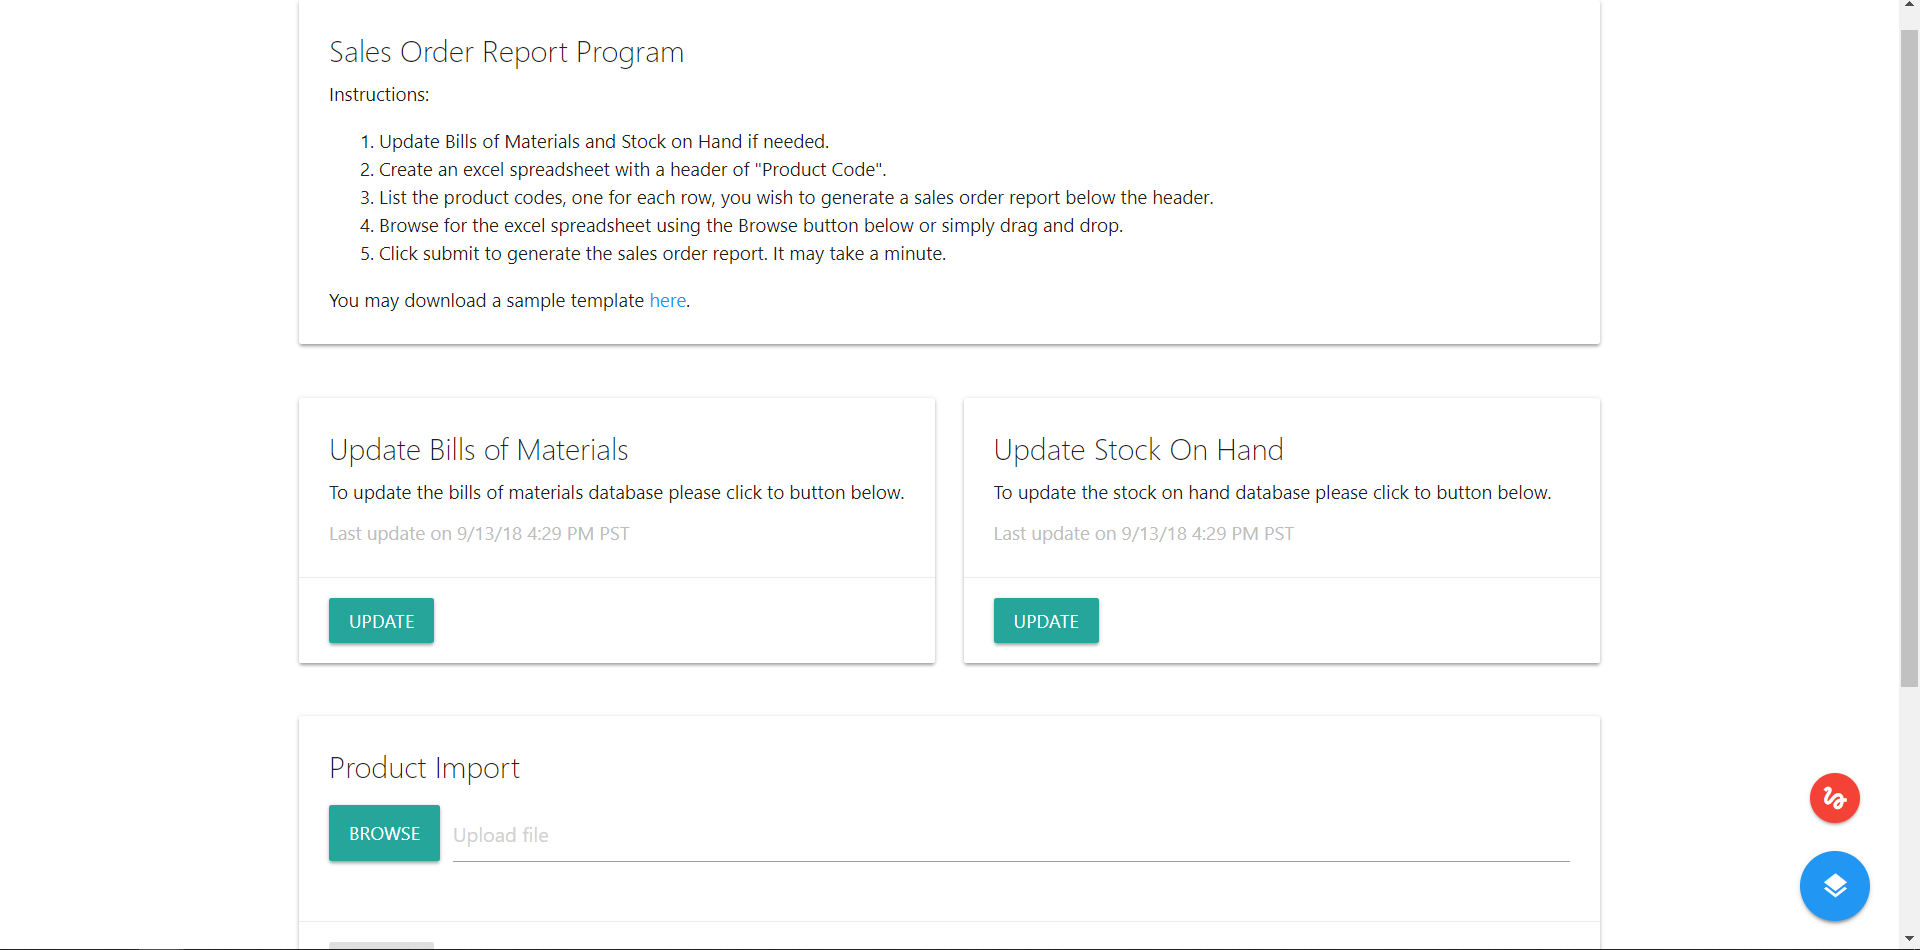 Sales Order Report Program
Instructions:
1. Update Bills of Materials and Stock on Hand if needed.
2. Create an excel spreadsheet with a header of "Product Code".
3. List the product codes, one for each row, you wish to generate a sales order report below the header.
4. Browse for the excel spreadsheet using the Browse button below or simply drag and drop.
5. Click submit to generate the sales order report. It may take a minute.
You may download a sample template here.
Update Bills of Materials
To update the bills of materials database please click to button below.
Last update on 9/13/18 4:29 PM PST
UPDATE
Update Stock On Hand
To update the stock on hand database please click to button below.
Last update on 9/13/18 4:29 PM PST
UPDATE
Product Import
BROWSE
Upload file